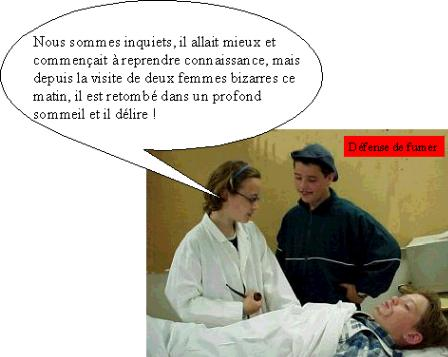 Nous sommes inquiets, il allait mieux et
commençait à reprendre connaissance, mais
depuis la visite de deux femmes bizarres ce
matin, il est retombé dans un profond
sommeil et il délire !
Défense de fumer